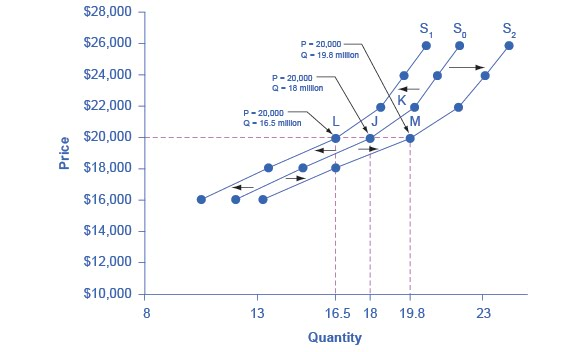 $28,000
$26,000
$24,000
$22,000
$20,000
$18,000
$16,000
$14,000
$12,000
$10,000
Price
S1 S0 S2
P – 20,000
Q – 19.8 million
P – 20,000
Q – 18 million
P – 20,000
Q – 16.5 million
K
L J M
8 13 16.5 18 19.8 23
Quantity